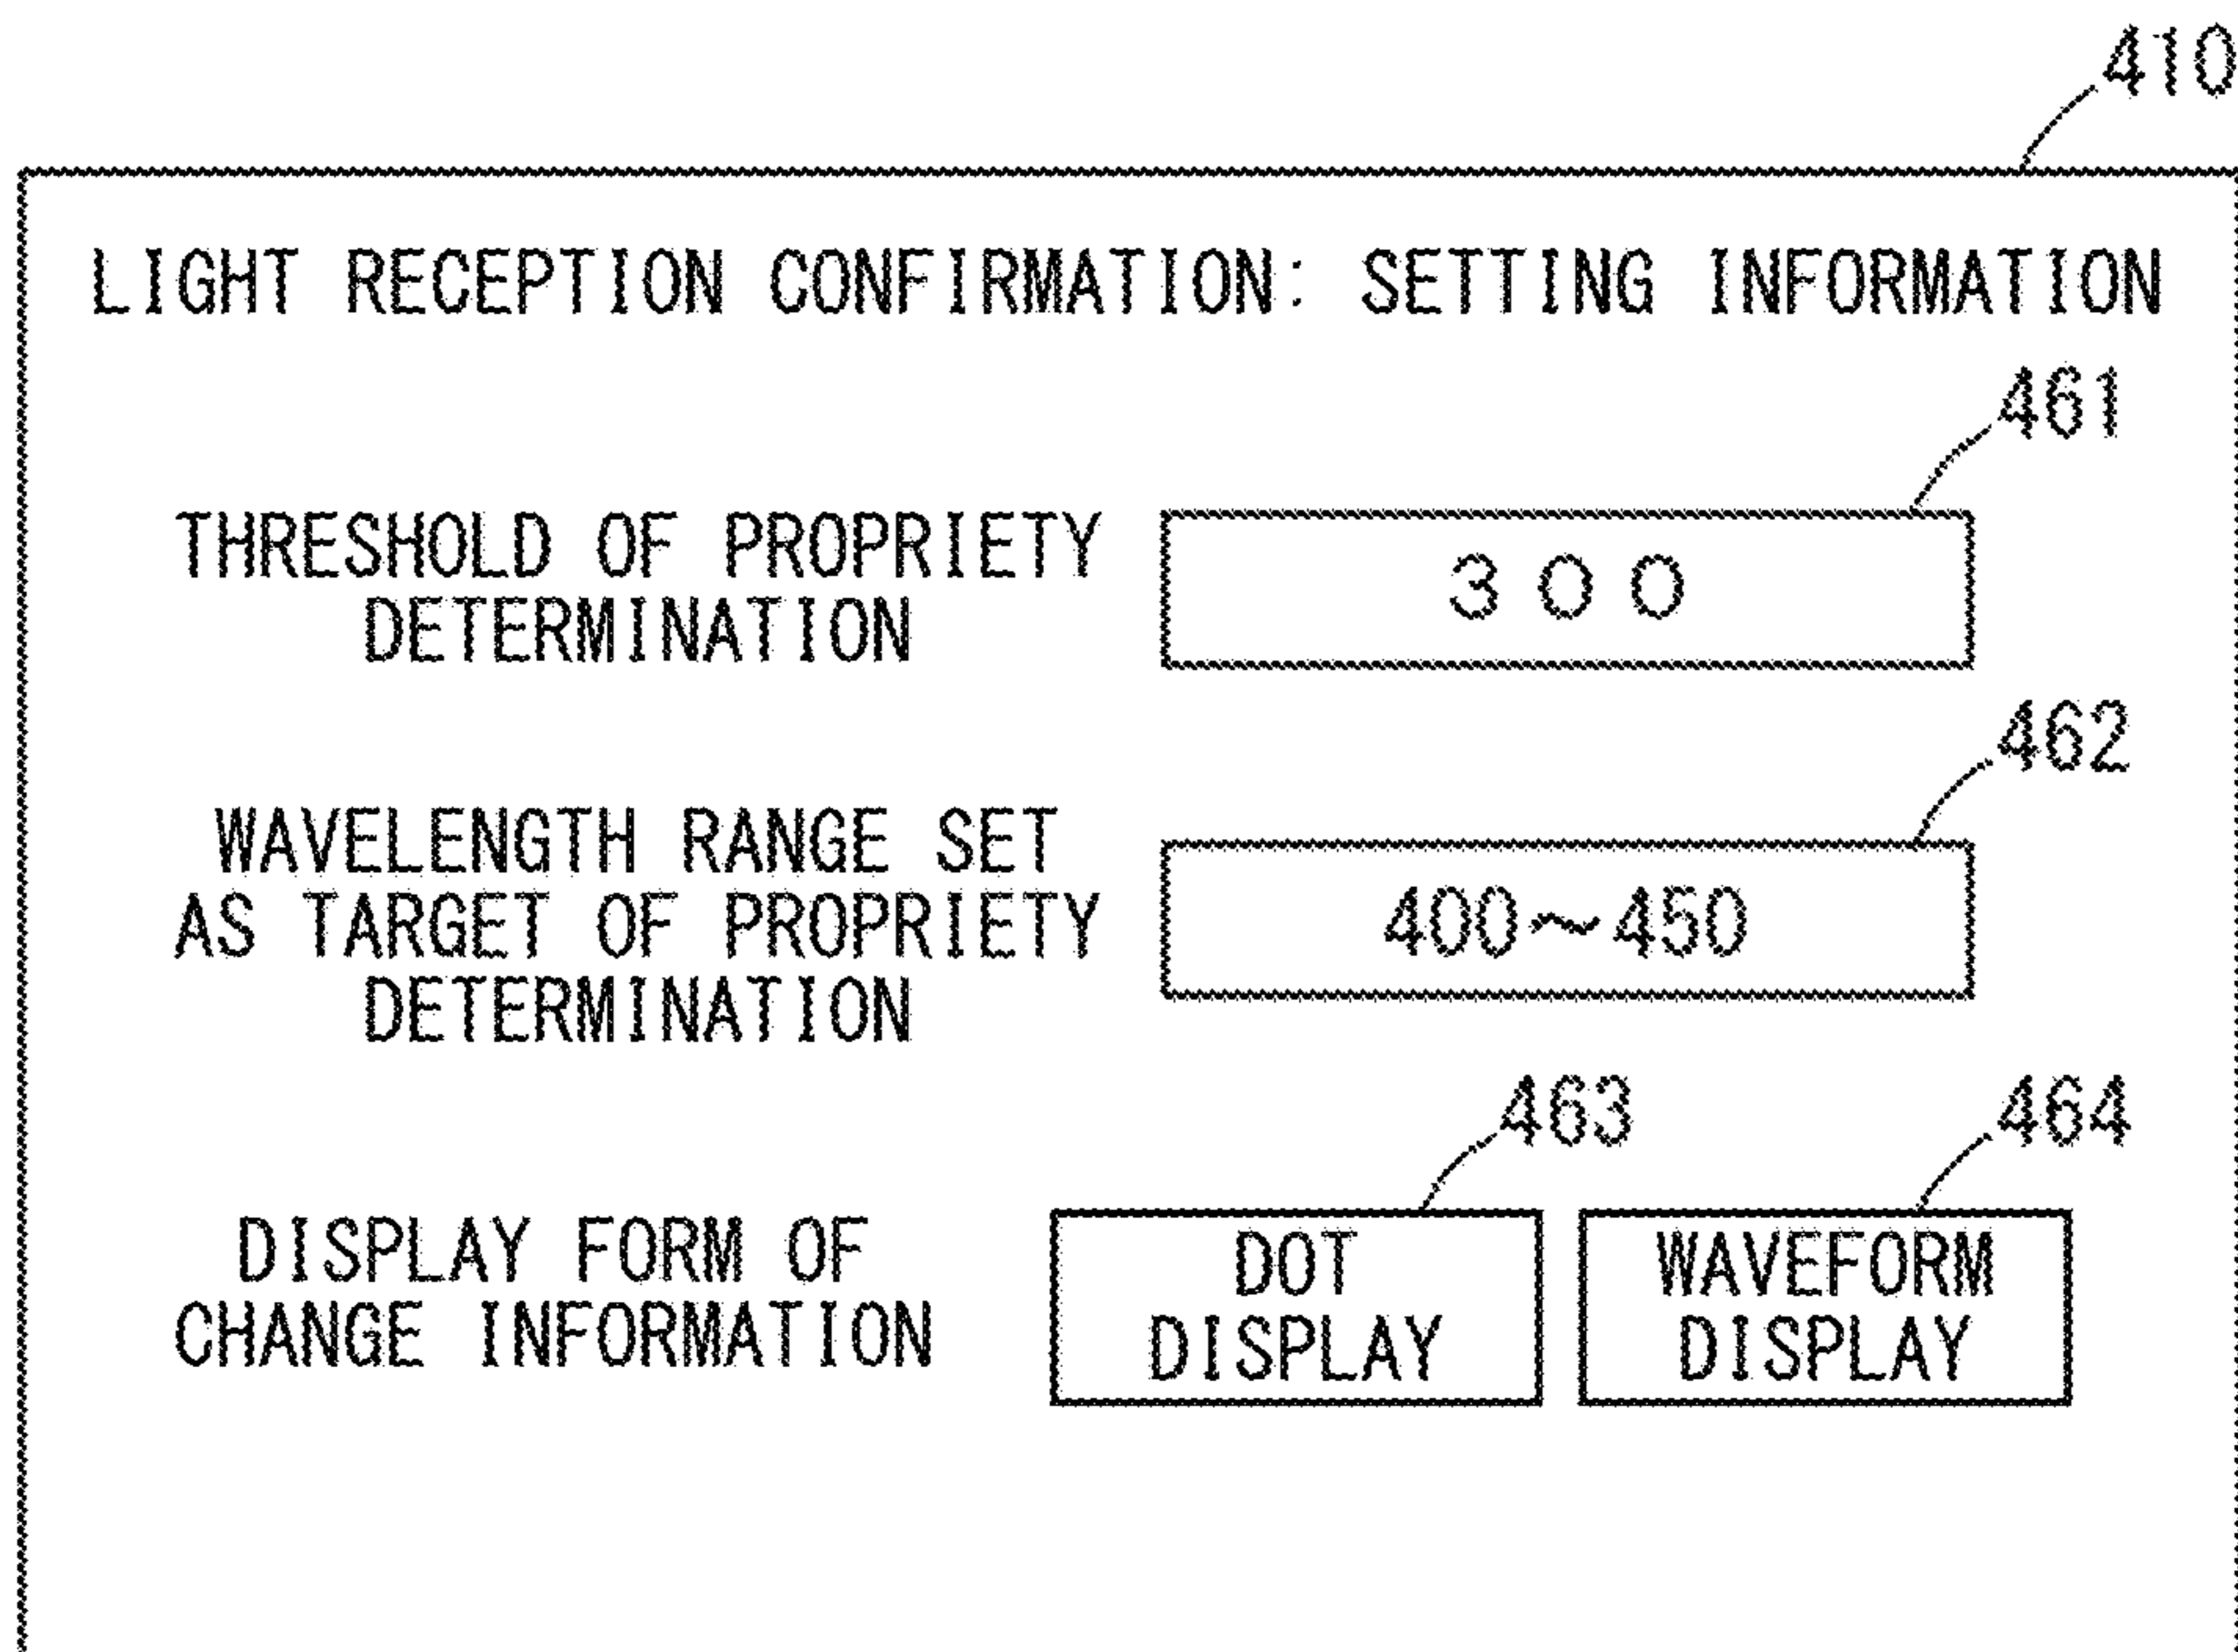 410
LIGHT RECEPTION CONFIRMATION: SETTING INFORMATION
461
THRESHOLD OF PROPRIETY
DETERMINATION
300
462
WAVELENGTH RANGE SET
AS TARGET OF PROPRIETY
DETERMINATION
400~450
463
464
DISPLAY FORM OF
CHANGE INFORMATION
DOT
DISPLAY
WAVEFORM
DISPLAY